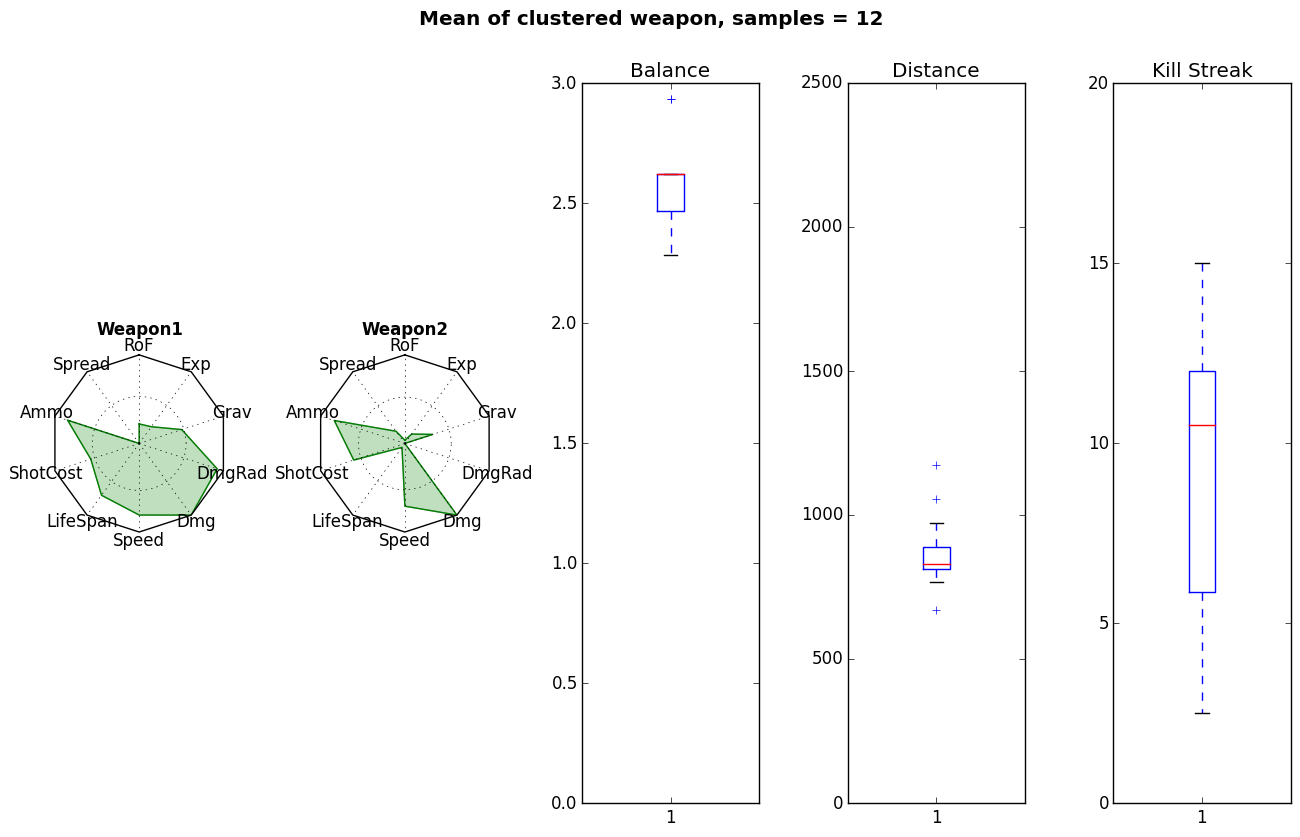 Mean of clustered weapon, samples = 12
Weapon1
RoF
Spread
Exp
Ammo
Grav
ShotCost
DmgRad
LifeSpan
Dmg
Speed
Weapon2
RoF
Spread
Exp
Ammo
Grav
ShotCost
DmgRad
LifeSpan
Dmg
Speed
Balance
3.0
2.5
2.0
1.5
1.0
0.5
0.0
1
Distance
2500
2000
1500
1000
500
0
1
Kill Streak
20
15
10
5
0
1